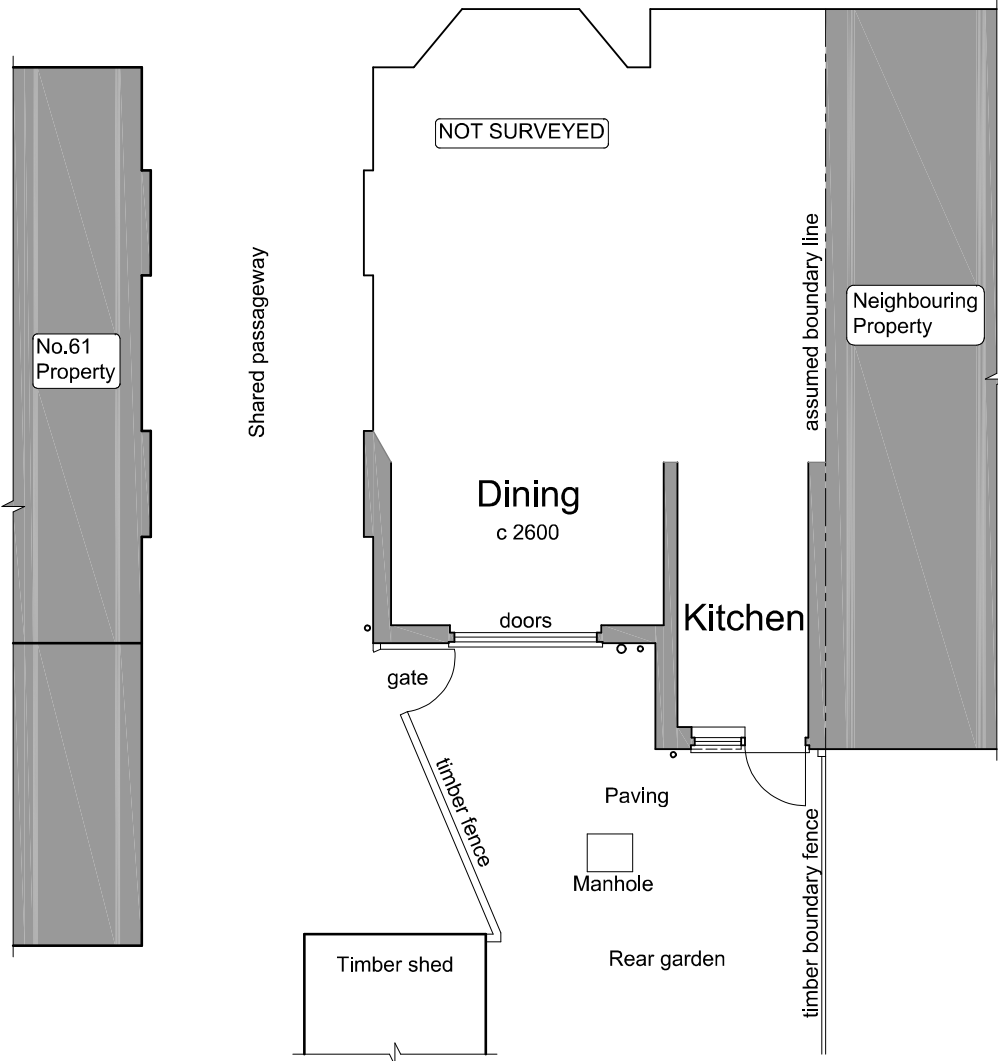 NOT SURVEYED
Shared passageway
assumed boundary line
Neighbouring
Property
No.61
Property
Dining
c 2600
doors
Kitchen
gate
timber fence
Paving
Manhole
timber boundary fence
Timber shed
Rear garden